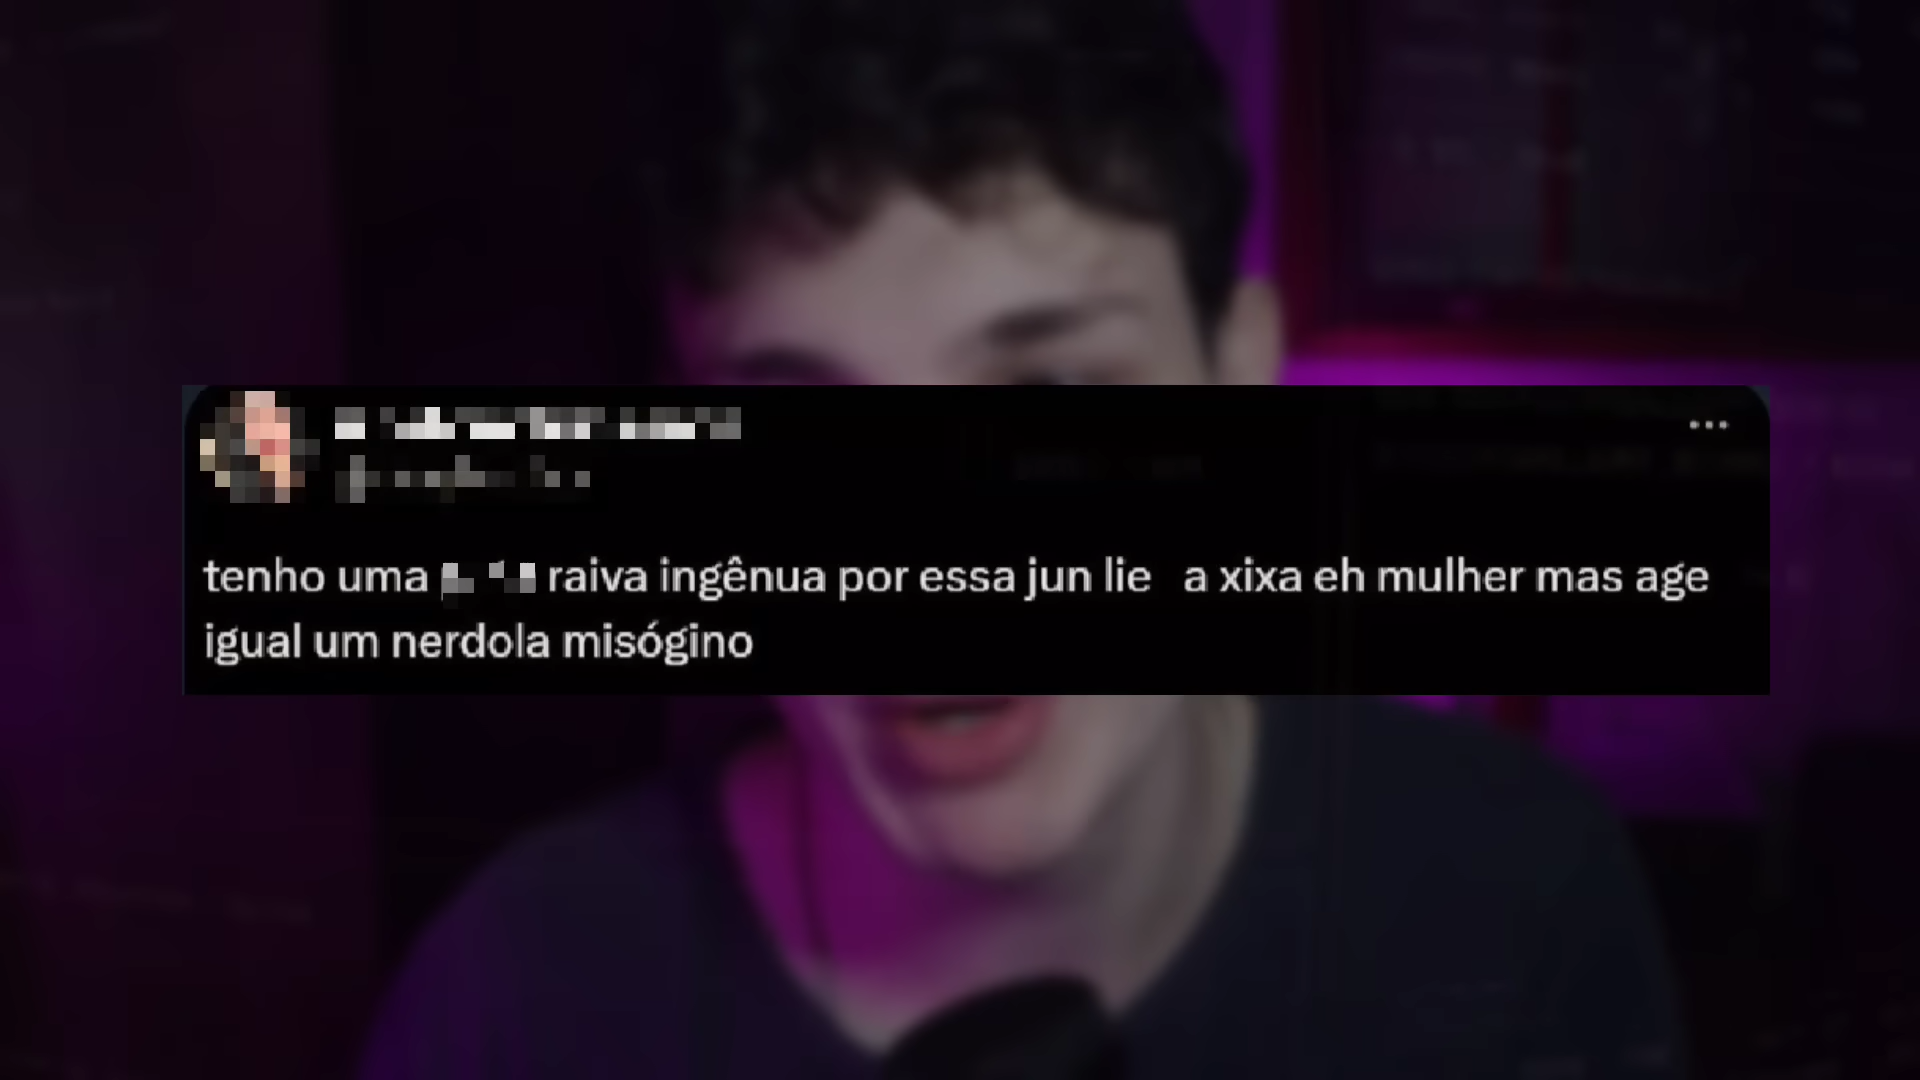 tenho uma raiva ingênua por essa jun lie a xixa eh mulher mas age
igual um nerdola misógino